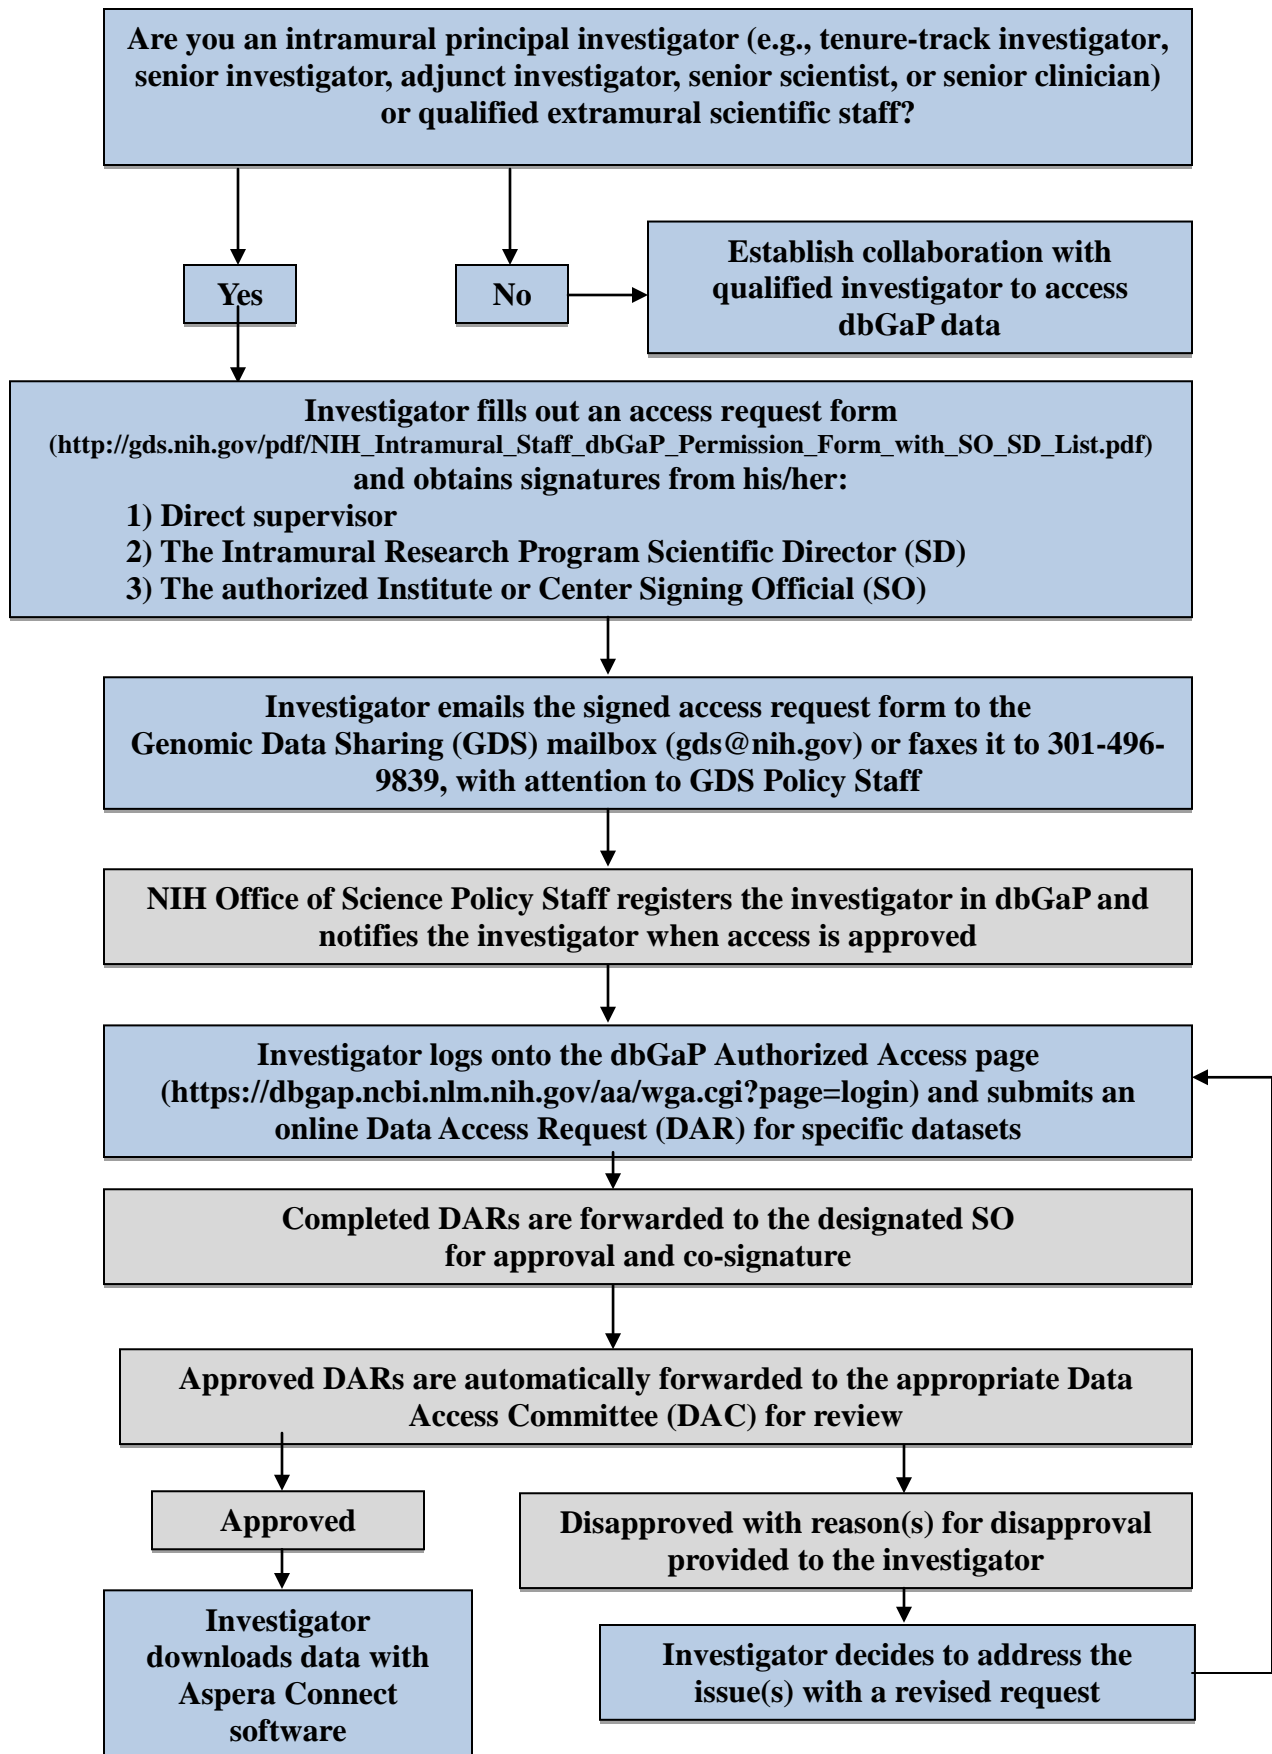 Are you an intramural principal investigator (e.g., tenure-track investigator,
senior investigator, adjunct investigator, senior scientist, or senior clinician)
or qualified extramural scientific staff?
Yes
No
Establish collaboration with
qualified investigator to access
dbGaP data
Investigator fills out an access request form
(http://gds.nih.gov/pdf/NIH_Intramural_Staff_dbGaP_Permission_Form_with_SO_SD_List.pdf)
and obtains signatures from his/her:
1) Direct supervisor
2) The Intramural Research Program Scientific Director (SD)
3) The authorized Institute or Center Signing Official (SO)
Investigator emails the signed access request form to the
Genomic Data Sharing (GDS) mailbox (gds@nih.gov) or faxes it to 301-496-
9839, with attention to GDS Policy Staff
NIH Office of Science Policy Staff registers the investigator in dbGaP and
notifies the investigator when access is approved
Investigator logs onto the dbGaP Authorized Access page
(https://dbgap.ncbi.nlm.nih.gov/aa/wga.cgi?page=login) and submits an
online Data Access Request (DAR) for specific datasets
Completed DARs are forwarded to the designated SO
for approval and co-signature
Approved DARs are automatically forwarded to the appropriate Data
Access Committee (DAC) for review
Approved
Disapproved with reason(s) for disapproval
provided to the investigator
Investigator
downloads data with
Aspera Connect
software
Investigator decides to address the
issue(s) with a revised request